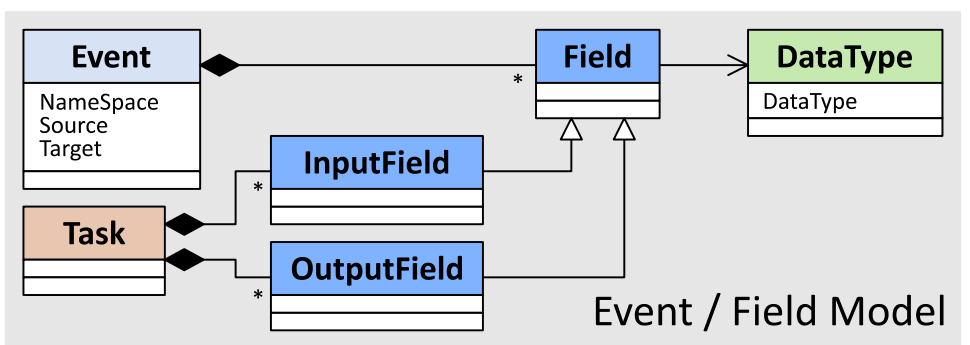 Event
NameSpace
Source
Target
*
Field
DataType
DataType
InputField
*
Task
OutputField
*
Event / Field Model